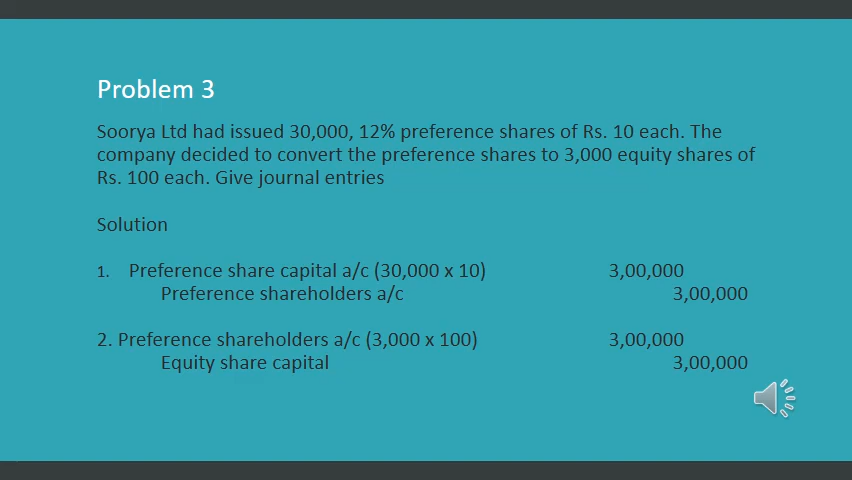 Problem 3
Soorya Ltd had issued 30,000, 12% preference shares of Rs. 10 each. The
company decided to convert the preference shares to 3,000 equity shares of
Rs. 100 each. Give journal entries
Solution
1. Preference share capital a/c (30,000 x 10) 3,00,000
Preference shareholders a/c 3,00,000
2. Preference shareholders a/c (3,000 x 100) 3,00,000
Equity share capital 3,00,000